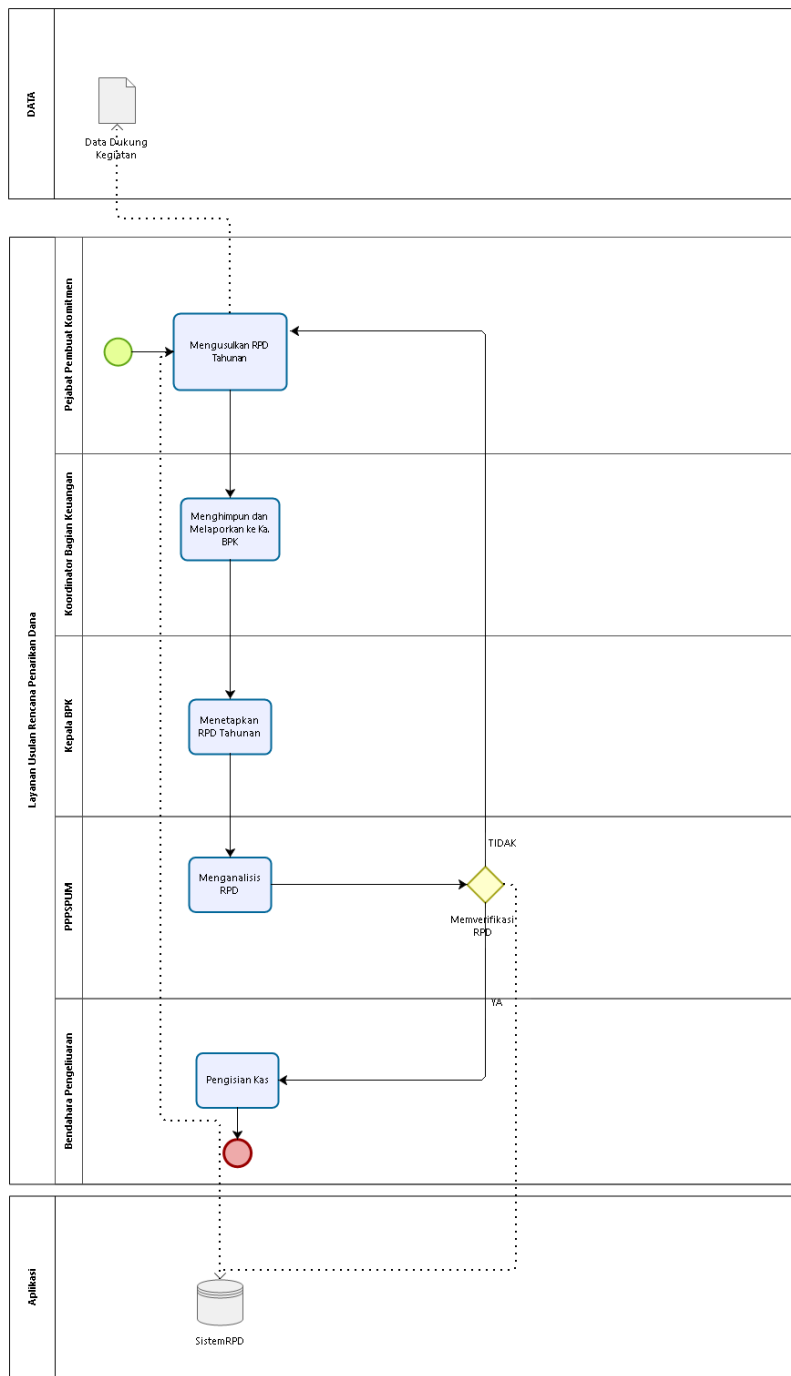 DATA
Data Dukung
Kegiatan
Layanan Usulan Rencana Penarikan Dana
Pejabat Pembuat Komitmen
Mengusulkan RPD
Tahunan
Koordinator Bagian Keuangan
Menghimpun dan
Melaporkan ke Ka.
BPK
Kepala BPK
Menetapkan
RPD Tahunan
PPPSPUM
Menganalisis
RPD
TIDAK
Memverifikasi
RPD
YA
Bendahara Pengeliuaran
Pengisian Kas
Aplikasi
SistemRPD